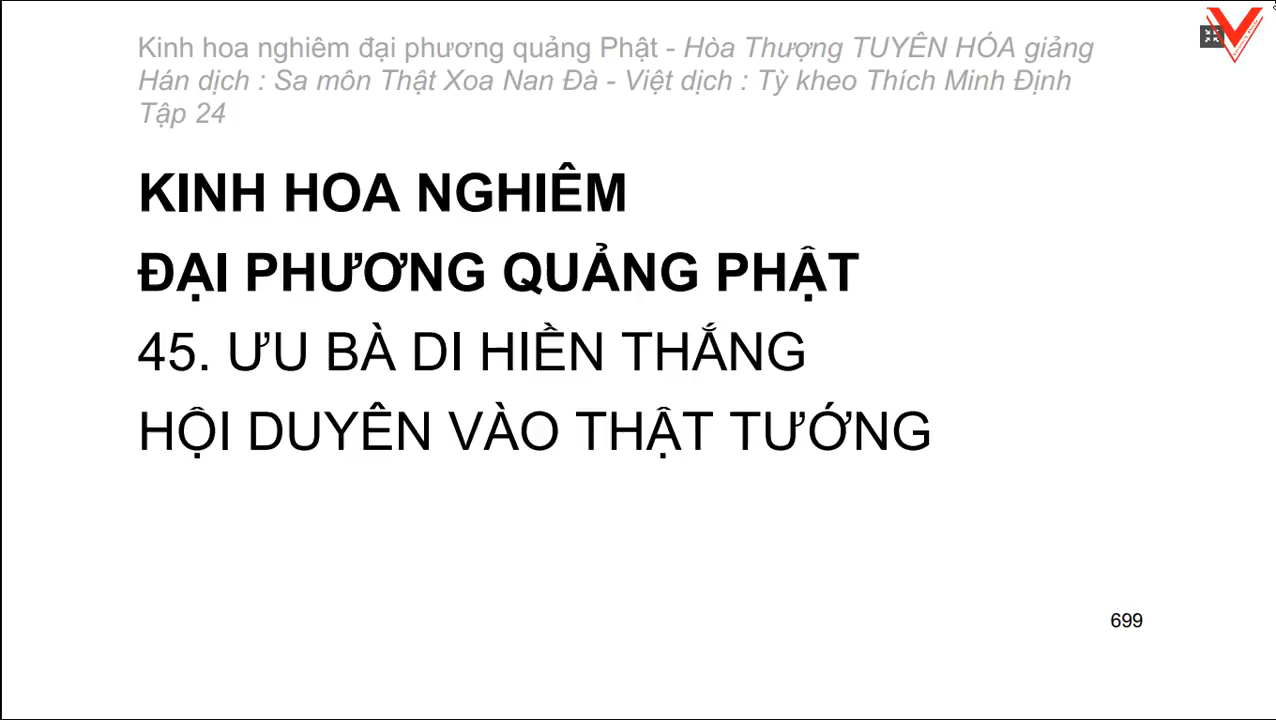 Kinh hoa nghiêm đại phương quảng Phật - Hòa Thượng TUYÊN HÓA giảng
Hán dịch : Sa môn Thật Xoa Nan Đà - Việt dịch : Tỳ kheo Thích Minh Định
Tập 24
KINH HOA NGHIÊM
ĐẠI PHƯƠNG QUẢNG PHẬT
45. ƯU BÀ DI HIỀN THẮNG
HỘI DUYÊN VÀO THẬT TƯỚNG
699